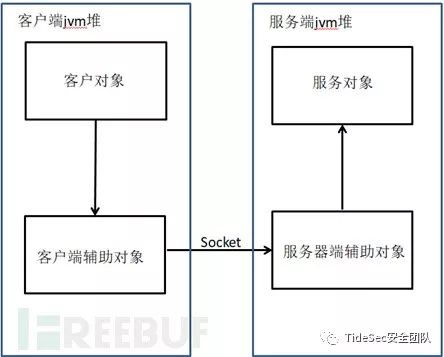 客户端jvm堆
客户对象
客户端辅助对象
Socket
服务端jvm堆
服务对象
服务器端辅助对象
FREEBUF
TideSec安全团队